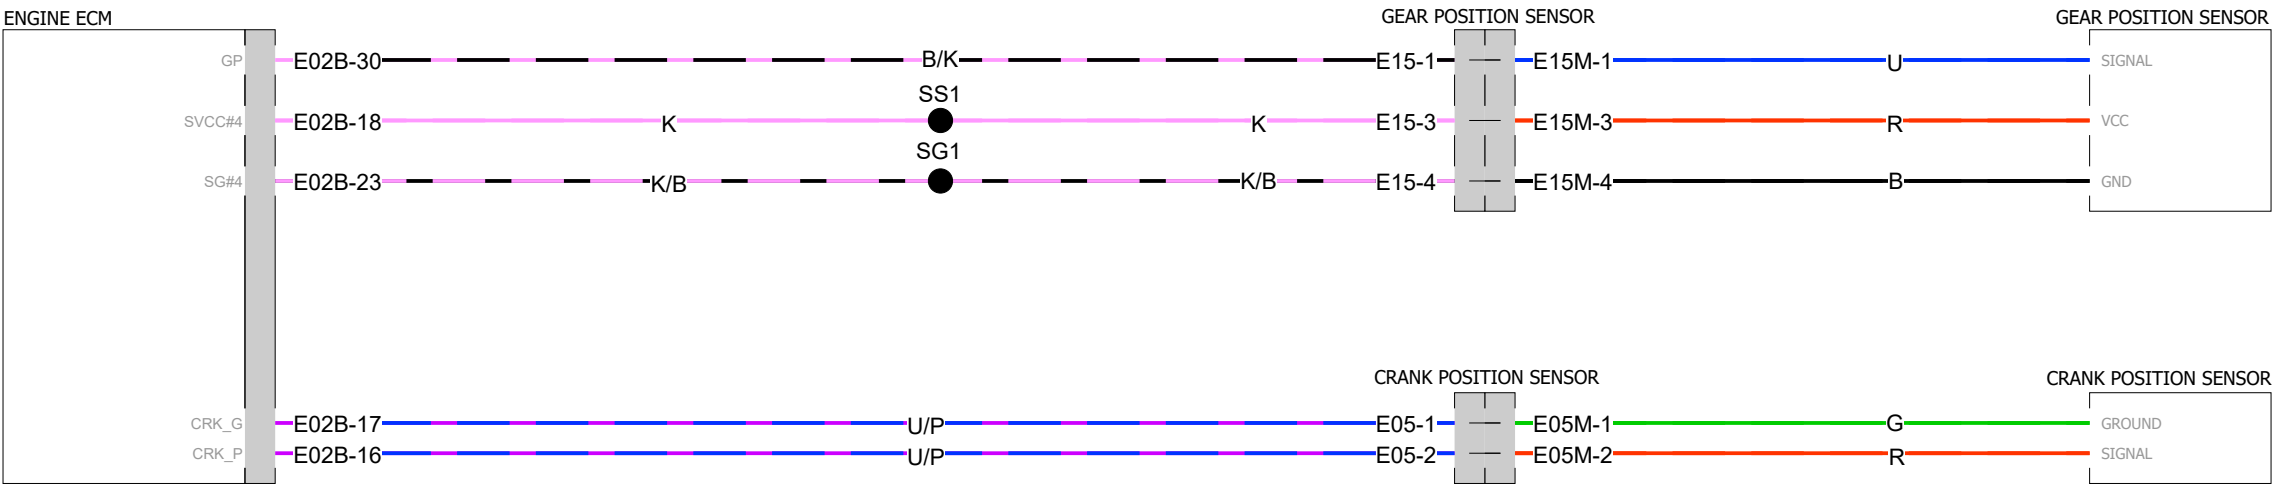 ENGINE ECM
GEAR POSITION SENSOR
GEAR POSITION SENSOR
GP E02B-30 B/K E15-1 E15M-1 U SIGNAL
SS1
SVCC#4 E02B-18 K K E15-3 E15M-3 R VCC
SG1
SG#4 E02B-23 K/B K/B E15-4 E15M-4 B GND
CRANK POSITION SENSOR
CRANK POSITION SENSOR
CRK_G E02B-17 U/P E05-1 E05M-1 G GROUND
CRK_P E02B-16 U/P E05-2 E05M-2 R SIGNAL